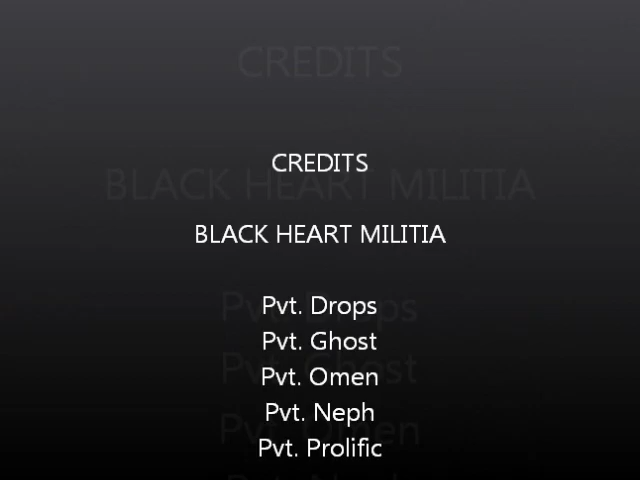 CREDITS
BLACK HEART MILITIA
Pvt. Drops
Pvt. Ghost
Pvt. Omen
Pvt. Neph
Pvt. Prolific